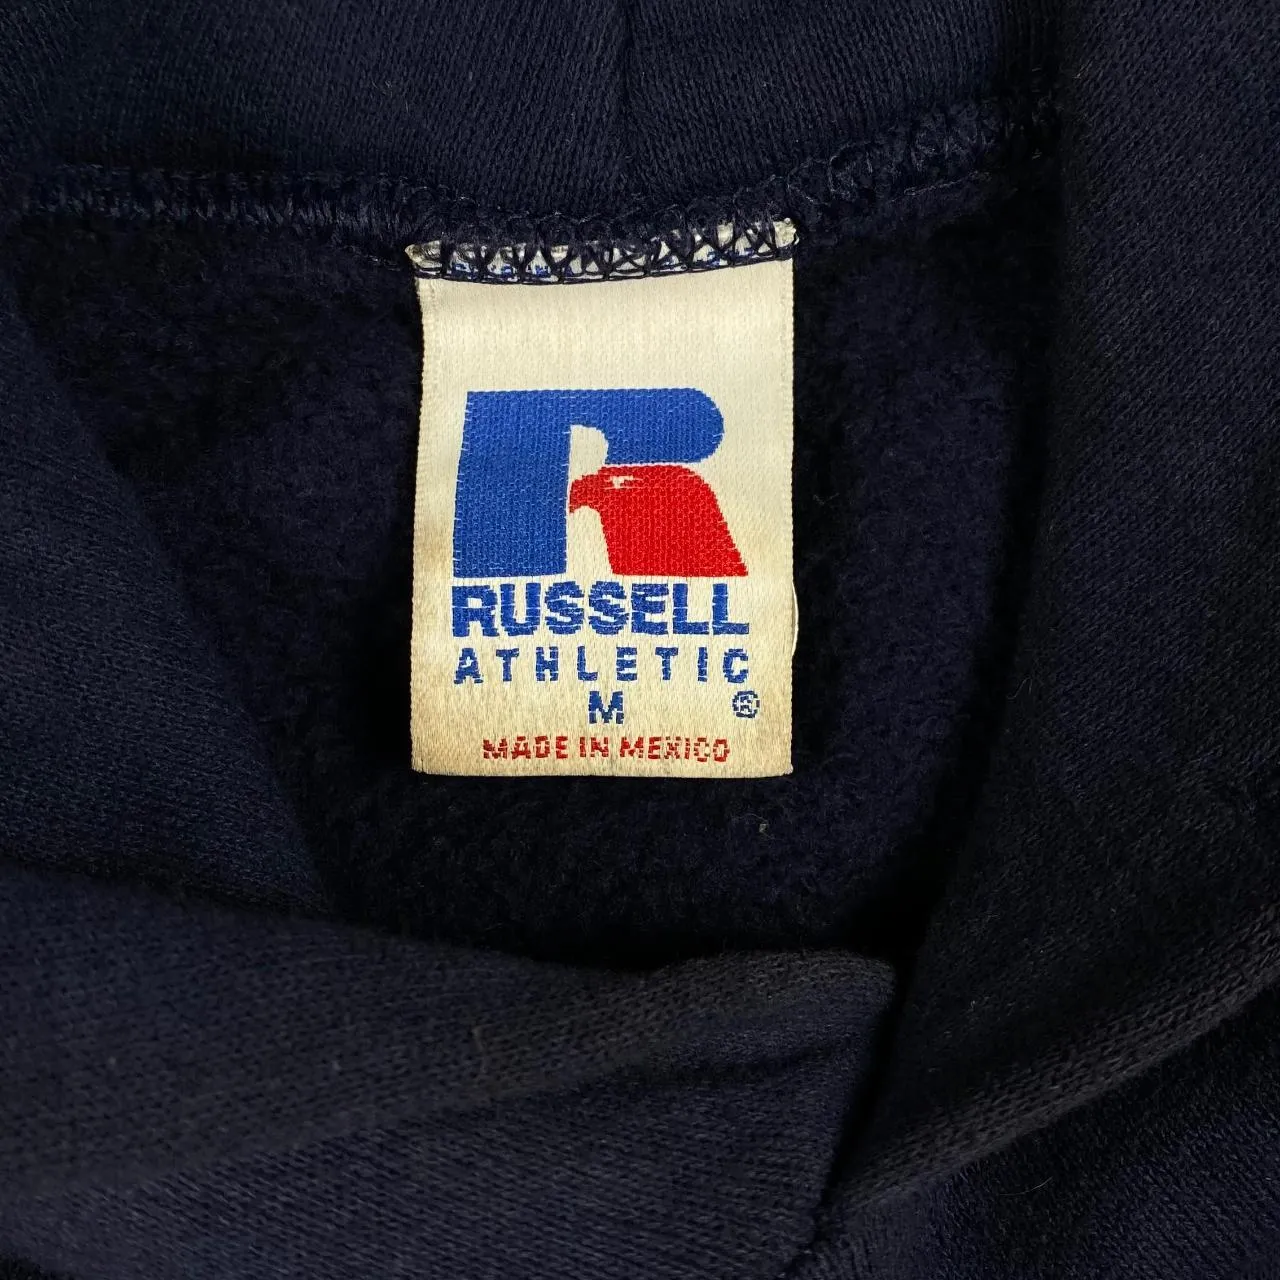 RUSSELL
ATHLETIC
M ®
MADE IN MEXICO